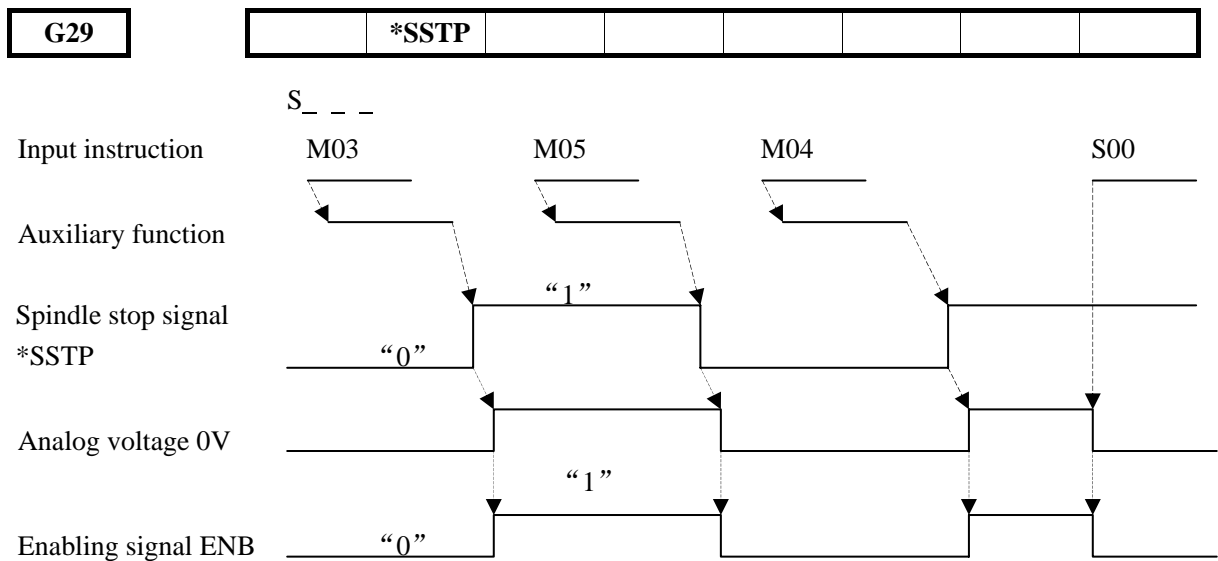 G29 *SSTP
S_ _ _
Input instruction M03 M05 M04 S00
Auxiliary function
“1”
Spindle stop signal
*SSTP “0”
Analog voltage 0V
“1”
Enabling signal ENB “0”